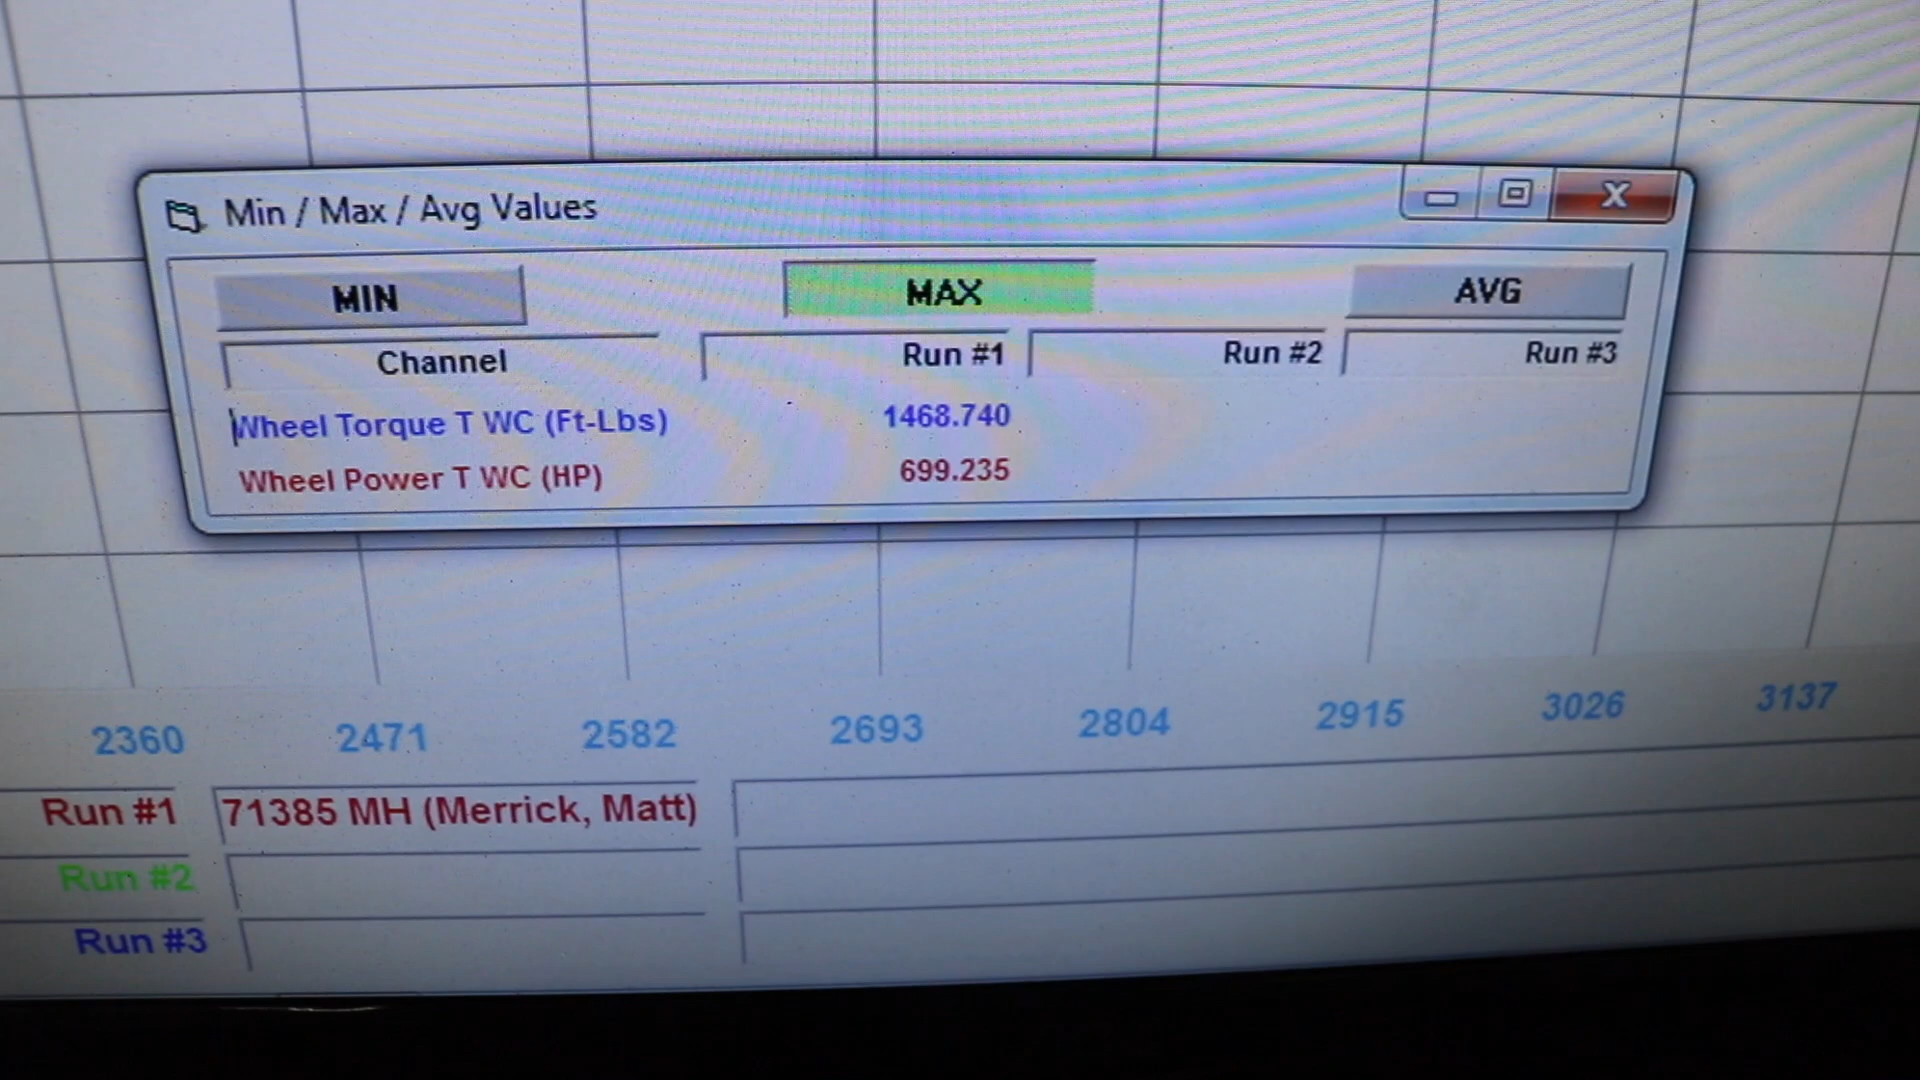 Min / Max / Avg Values
MIN MAX AVG
Channel Run #1 Run #2 Run #3
Wheel Torque T WC (Ft-Lbs) 1468.740
Wheel Power T WC (HP) 699.235
2360 2471 2582 2693 2804 2915 3026 3137
Run #1 71385 MH (Merrick, Matt)
Run #2
Run #3